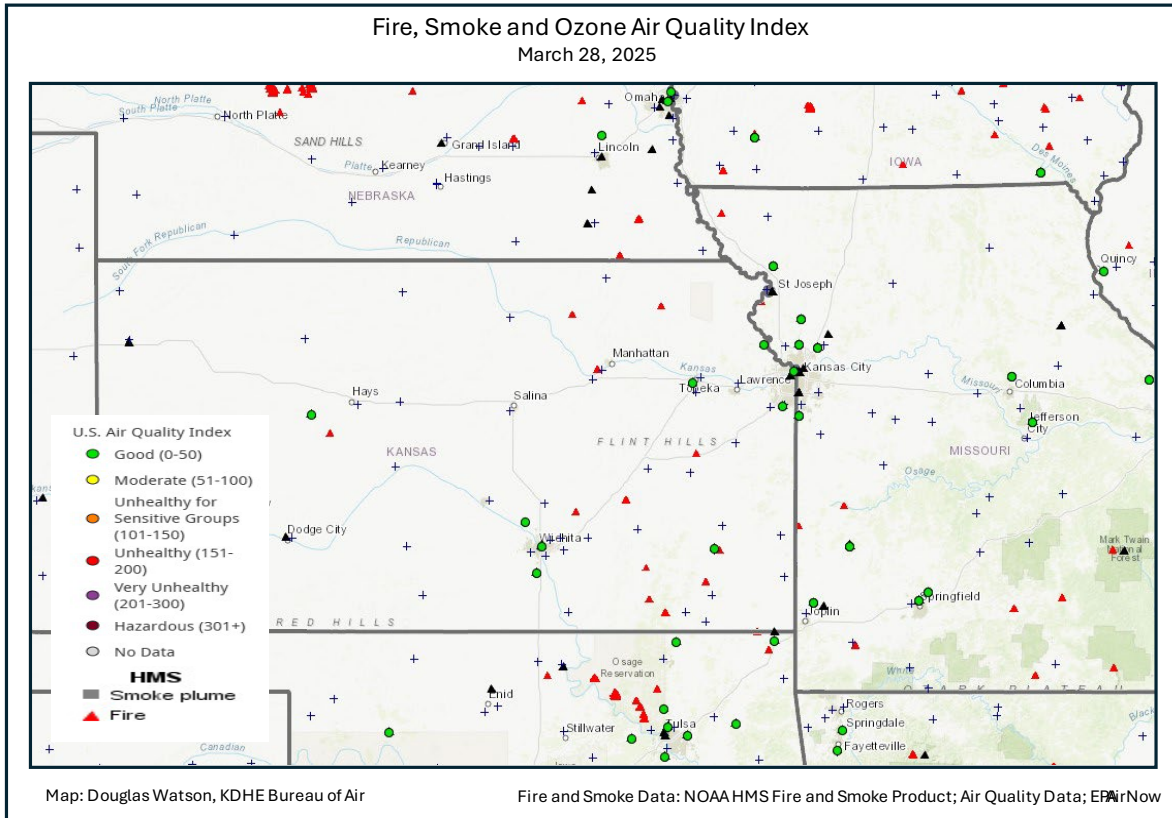 Fire, Smoke and Ozone Air Quality Index
March 28, 2025
North Platte
South Platte
North Platte
SAND HILLS
Grand Island
Platte
Kearney
Hastings
NEBRASKA
Omaha
Lincoln
IOWA
Des Moines
South Fork Republican
Republican
Quincy
St Joseph
Manhattan
Kansas
Kansas City
Lawrence
Topeka
Missouri
Columbia
Hays
Salina
Jefferson
City
FLINT HILLS
KANSAS
MISSOURI
Osage
U.S. Air Quality Index
Good (0-50)
Moderate (51-100)
Unhealthy for
Sensitive Groups
(101-150)
Unhealthy (151-
200)
Very Unhealthy
(201-300)
Hazardous (301+)
No Data
HMS
Smoke plume
Fire
Dodge City
Wichita
Mark Twain
National
Forest
Springfield
Joplin
RED HILLS
Osage
Reservation
White
OZARK PLATEAU
Enid
Rogers
Stillwater
Tulsa
Springdale
Black
Canadian
Fayetteville
Map: Douglas Watson, KDHE Bureau of Air
Fire and Smoke Data: NOAA HMS Fire and Smoke Product; Air Quality Data; EPA AirNow